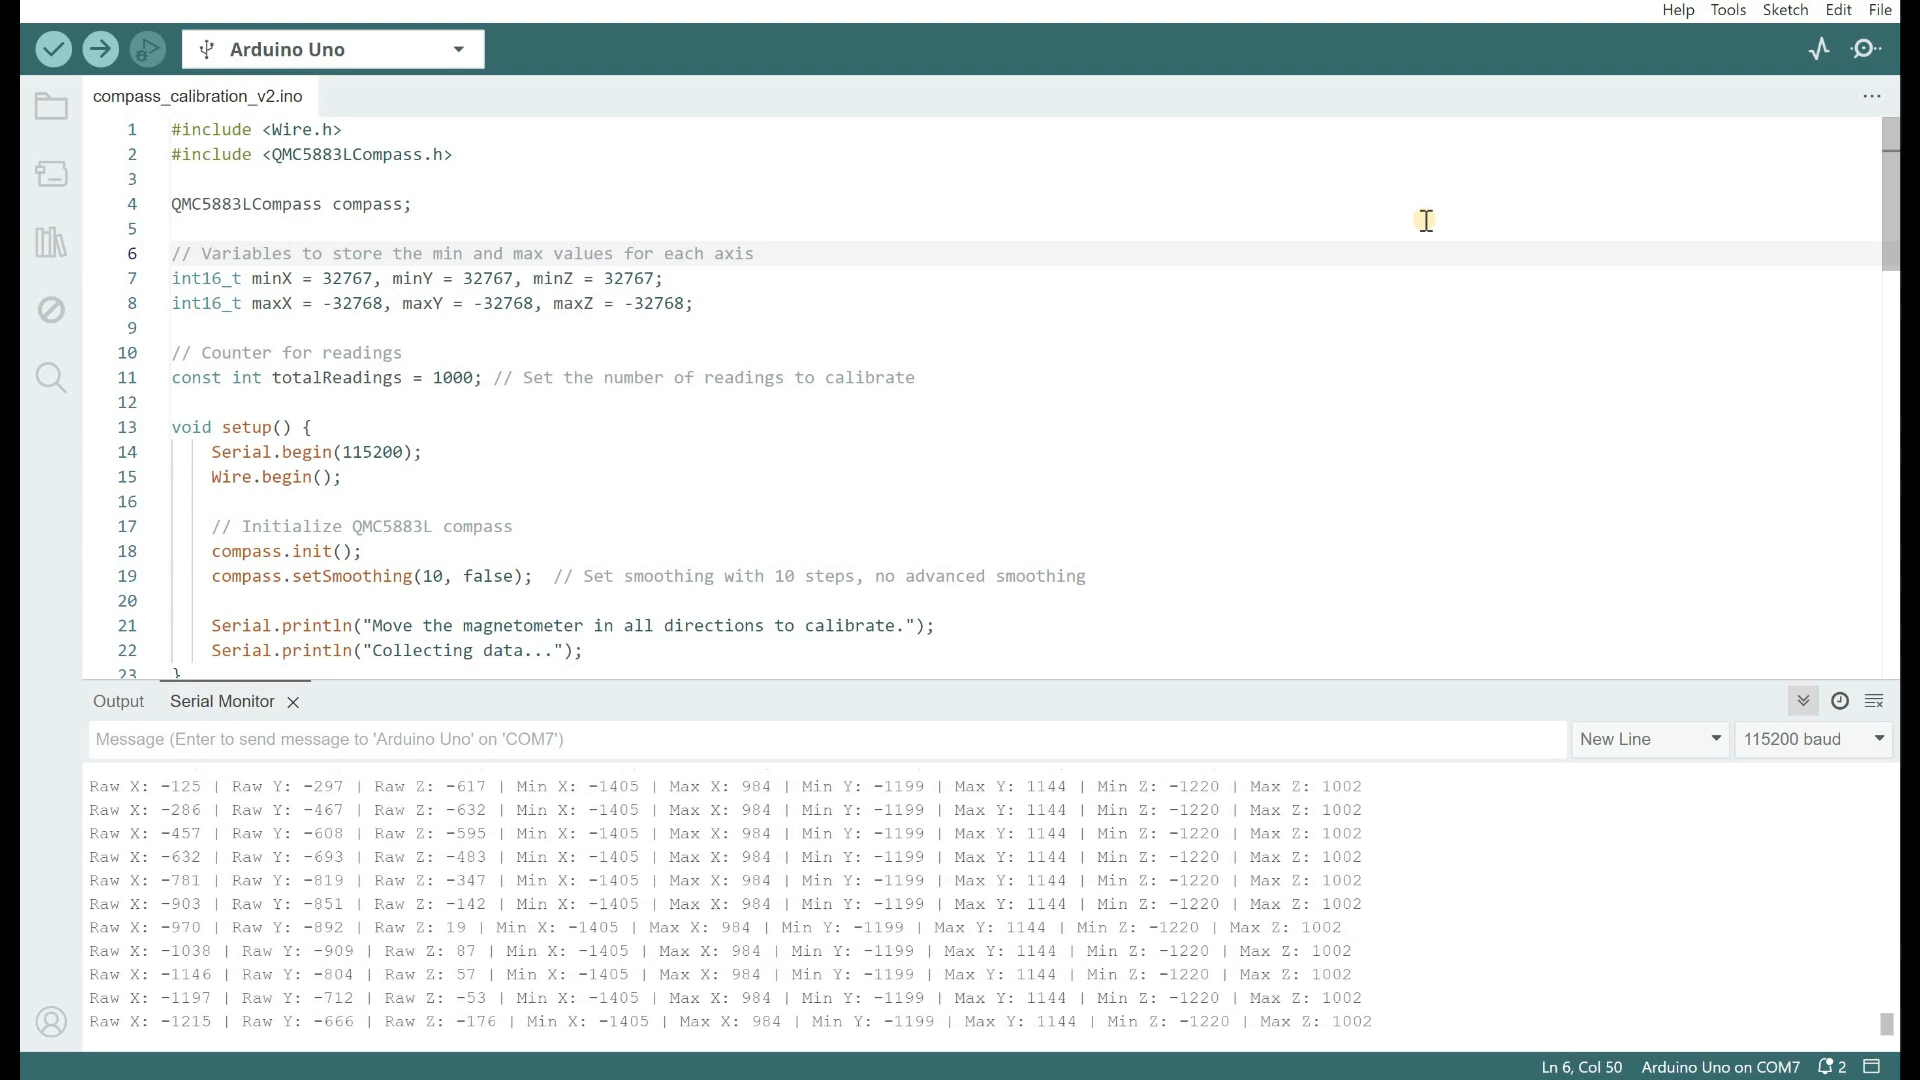 Help Tools Sketch Edit File
Arduino Uno
compass_calibration_v2.ino
1 #include <Wire.h>
2 #include <QMC5883LCompass.h>
3
4 QMC5883LCompass compass;
5
6 // Variables to store the min and max values for each axis
7 int16_t minX = 32767, minY = 32767, minZ = 32767;
8 int16_t maxX = -32768, maxY = -32768, maxZ = -32768;
9
10 // Counter for readings
11 const int totalReadings = 1000; // Set the number of readings to calibrate
12
13 void setup() {
14 Serial.begin(115200);
15 Wire.begin();
16
17 // Initialize QMC5883L compass
18 compass.init();
19 compass.setSmoothing(10, false); // Set smoothing with 10 steps, no advanced smoothing
20
21 Serial.println("Move the magnetometer in all directions to calibrate.");
22 Serial.println("Collecting data...");
23 }
Output Serial Monitor
Message (Enter to send message to 'Arduino Uno' on 'COM7') New Line 115200 baud
Raw X: -125 | Raw Y: -297 | Raw Z: -617 | Min X: -1405 | Max X: 984 | Min Y: -1199 | Max Y: 1144 | Min Z: -1220 | Max Z: 1002
Raw X: -286 | Raw Y: -467 | Raw Z: -632 | Min X: -1405 | Max X: 984 | Min Y: -1199 | Max Y: 1144 | Min Z: -1220 | Max Z: 1002
Raw X: -457 | Raw Y: -608 | Raw Z: -595 | Min X: -1405 | Max X: 984 | Min Y: -1199 | Max Y: 1144 | Min Z: -1220 | Max Z: 1002
Raw X: -632 | Raw Y: -693 | Raw Z: -483 | Min X: -1405 | Max X: 984 | Min Y: -1199 | Max Y: 1144 | Min Z: -1220 | Max Z: 1002
Raw X: -781 | Raw Y: -819 | Raw Z: -347 | Min X: -1405 | Max X: 984 | Min Y: -1199 | Max Y: 1144 | Min Z: -1220 | Max Z: 1002
Raw X: -903 | Raw Y: -851 | Raw Z: -142 | Min X: -1405 | Max X: 984 | Min Y: -1199 | Max Y: 1144 | Min Z: -1220 | Max Z: 1002
Raw X: -970 | Raw Y: -892 | Raw Z: 19 | Min X: -1405 | Max X: 984 | Min Y: -1199 | Max Y: 1144 | Min Z: -1220 | Max Z: 1002
Raw X: -1038 | Raw Y: -909 | Raw Z: 87 | Min X: -1405 | Max X: 984 | Min Y: -1199 | Max Y: 1144 | Min Z: -1220 | Max Z: 1002
Raw X: -1146 | Raw Y: -804 | Raw Z: 57 | Min X: -1405 | Max X: 984 | Min Y: -1199 | Max Y: 1144 | Min Z: -1220 | Max Z: 1002
Raw X: -1197 | Raw Y: -712 | Raw Z: -53 | Min X: -1405 | Max X: 984 | Min Y: -1199 | Max Y: 1144 | Min Z: -1220 | Max Z: 1002
Raw X: -1215 | Raw Y: -666 | Raw Z: -176 | Min X: -1405 | Max X: 984 | Min Y: -1199 | Max Y: 1144 | Min Z: -1220 | Max Z: 1002
Ln 6, Col 50 Arduino Uno on COM7 2